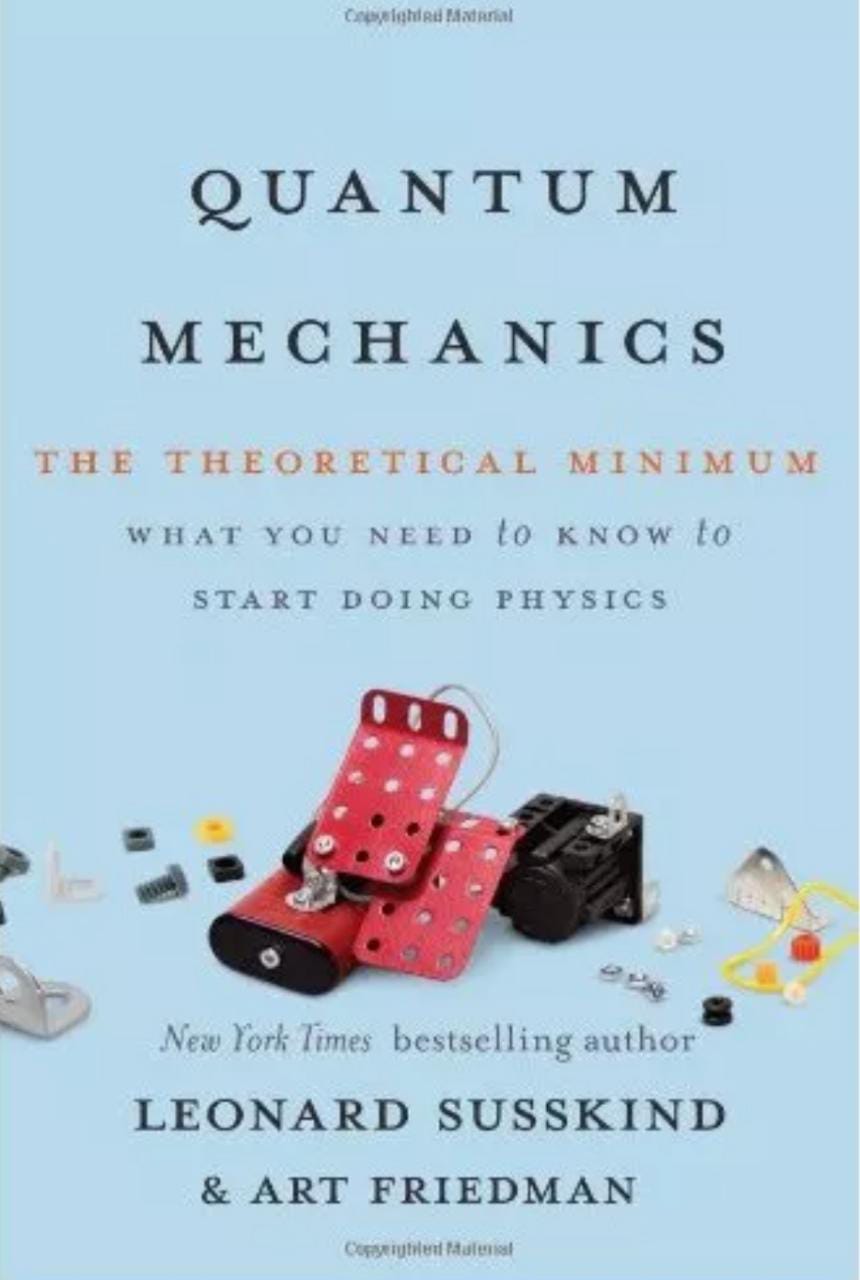 Copyrighted Material
QUANTUM
MECHANICS
THE THEORETICAL MINIMUM
WHAT YOU NEED to KNOW to
START DOING PHYSICS
New York Times bestselling author
LEONARD SUSSKIND
& ART FRIEDMAN
Copyrighted Material